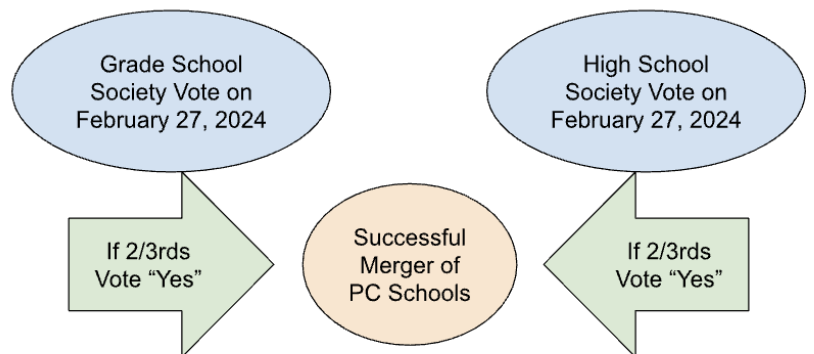 Grade School
Society Vote on
February 27, 2024
High School
Society Vote on
February 27, 2024
If 2/3rds
Vote “Yes”
Successful
Merger of
PC Schools
If 2/3rds
Vote “Yes”